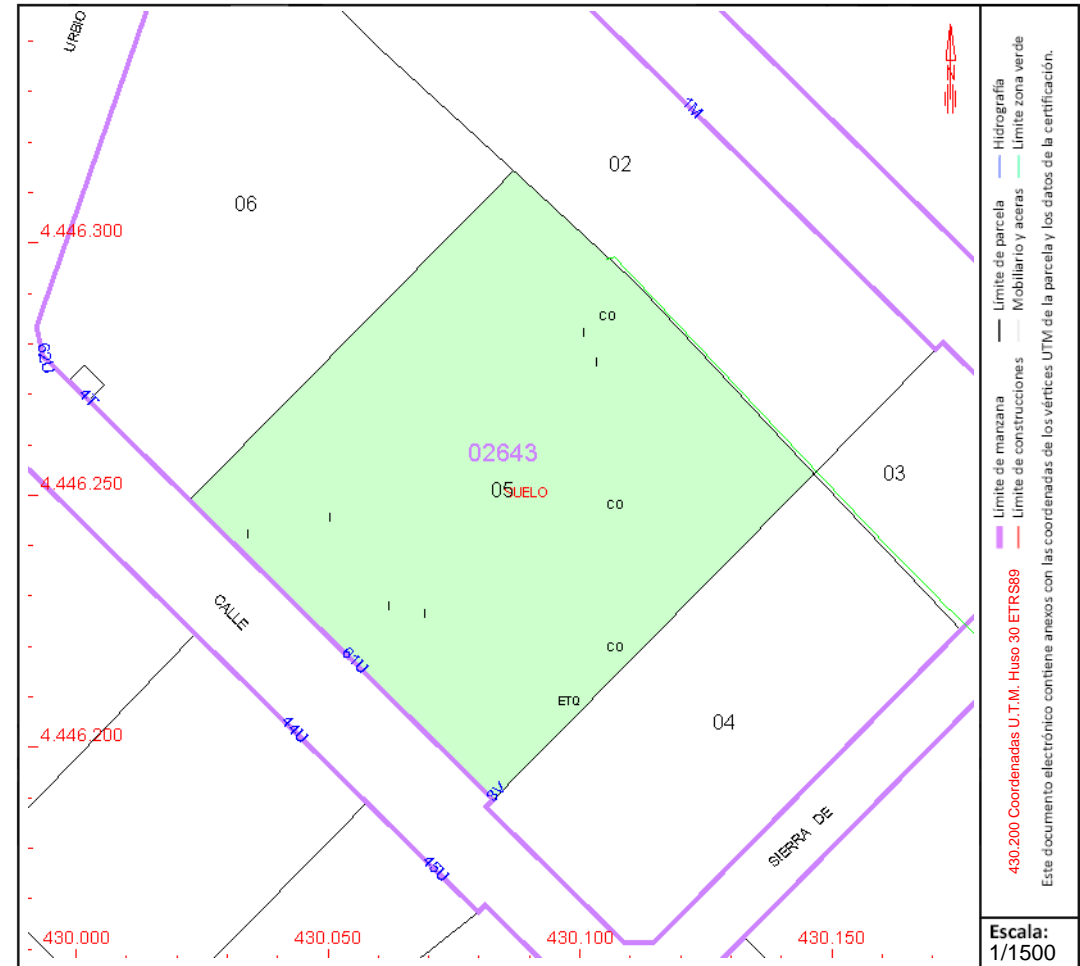 URBIO
1M
02
06
4.446.300
CO
62U
4T
02643
05
SUELO
4.446.250
03
CO
CALLE
61U
CO
ETQ
04
44U
4.446.200
8V
SIERRA DE
45U
430.000
430.050
430.100
430.150
N
Límite de manzana
Límite de parcela
Hidrografía
Límite de construcciones
Mobiliario y aceras
Límite zona verde
430.200 Coordenadas U.T.M. Huso 30 ETRS89
Este documento electrónico contiene anexos con las coordenadas de los vértices UTM de la parcela y los datos de la certificación.
Escala:
1/1500